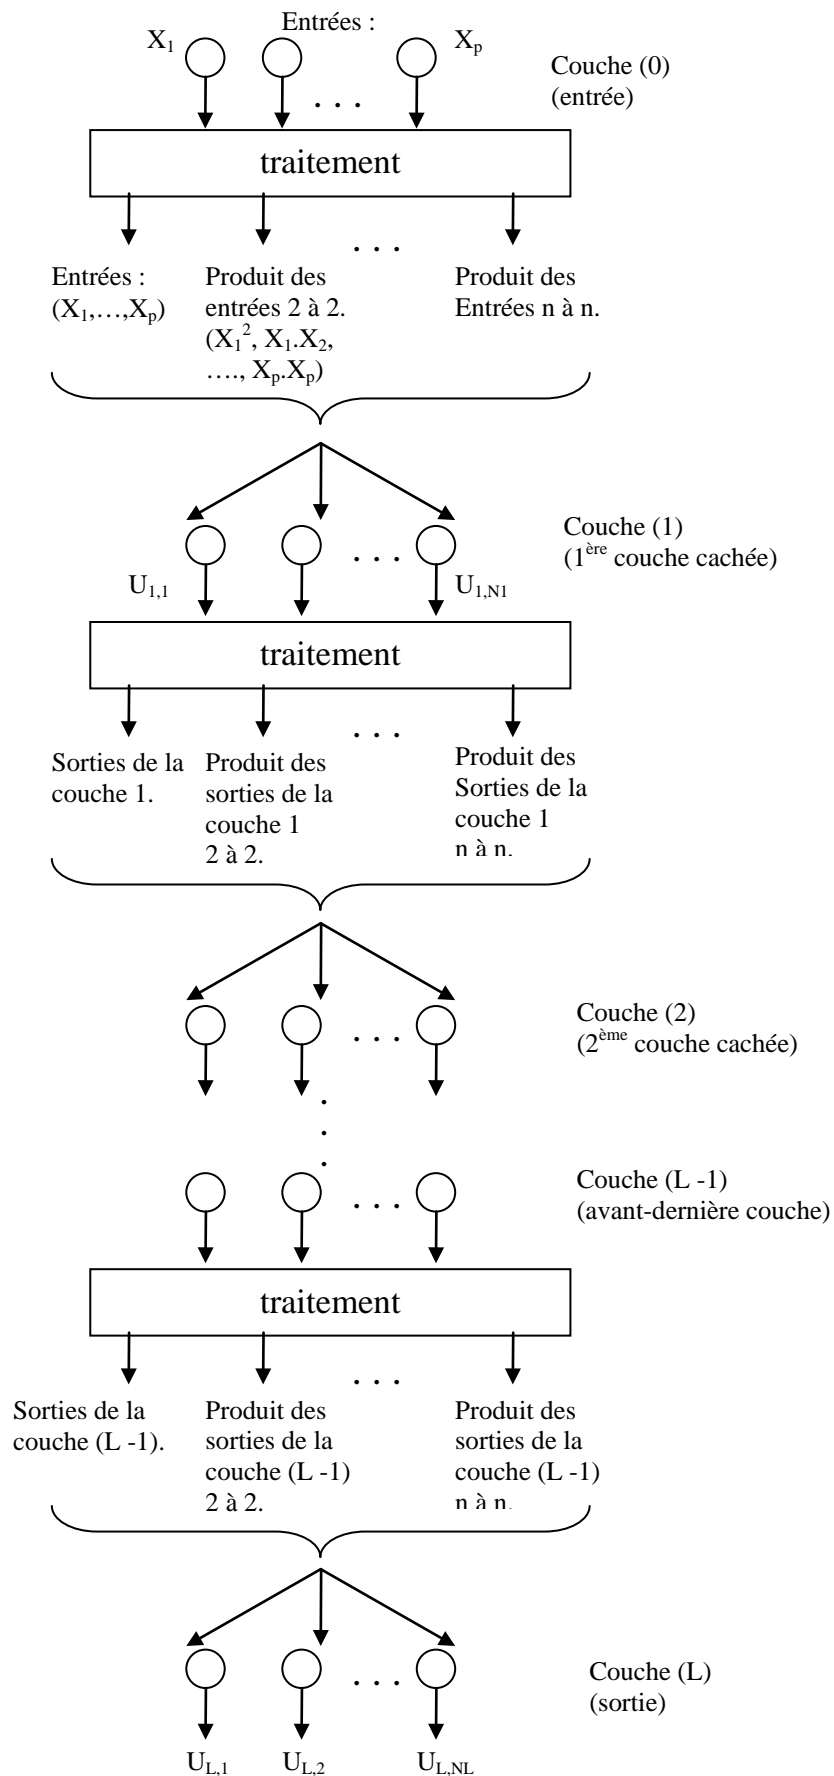 Entrées :
X1
Xp
Couche (0)
(entrée)
. . .
traitement
. . .
Entrées :
(X1,…,Xp)
Produit des
entrées 2 à 2.
(X1², X1.X2,
…., Xp.Xp)
Produit des
Entrées n à n.
Couche (1)
(1ère couche cachée)
. . .
U1,1
U1,N1
traitement
. . .
Sorties de la
couche 1.
Produit des
sorties de la
couche 1
2 à 2.
Produit des
Sorties de la
couche 1
n à n.
Couche (2)
(2ème couche cachée)
. . .
.
.
.
Couche (L -1)
(avant-dernière couche)
. . .
traitement
. . .
Sorties de la
couche (L -1).
Produit des
sorties de la
couche (L -1)
2 à 2.
Produit des
sorties de la
couche (L -1)
n à n.
Couche (L)
(sortie)
. . .
UL,1
UL,2
UL,NL